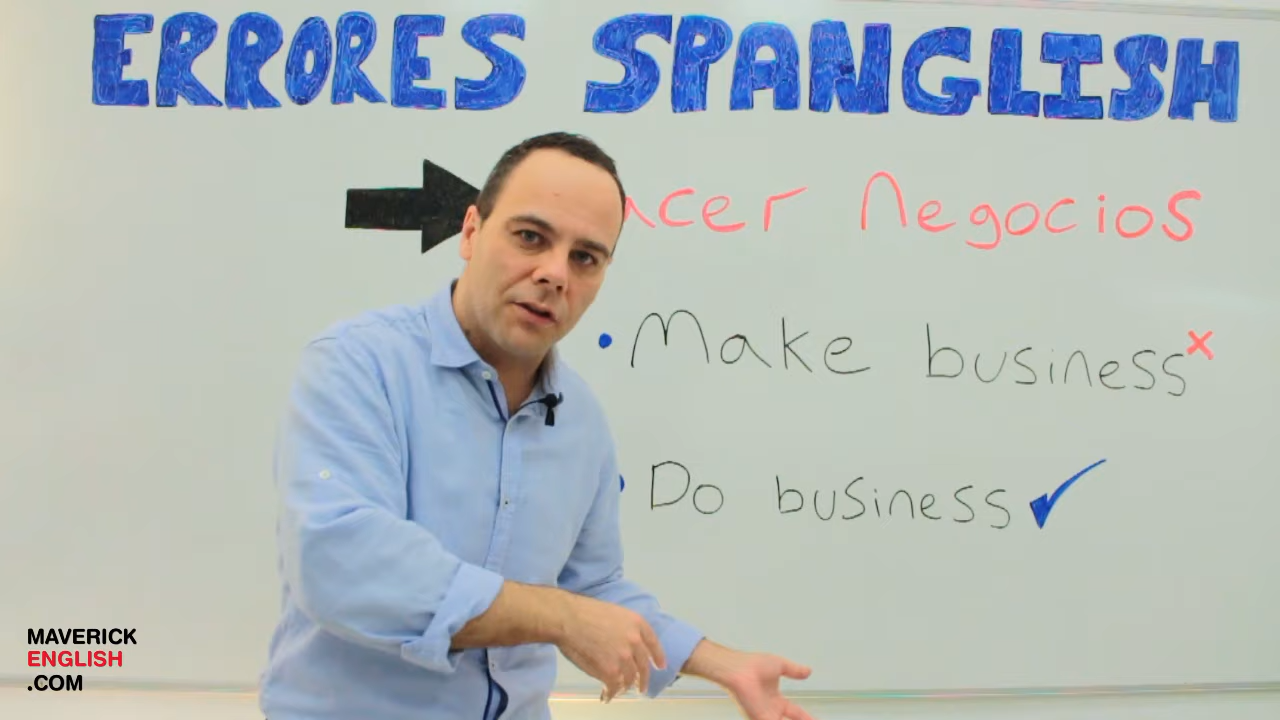 ERRORES SPANGLISH
acer Negocios
• Make business x
Do business ✓
MAVERICK
ENGLISH
.COM